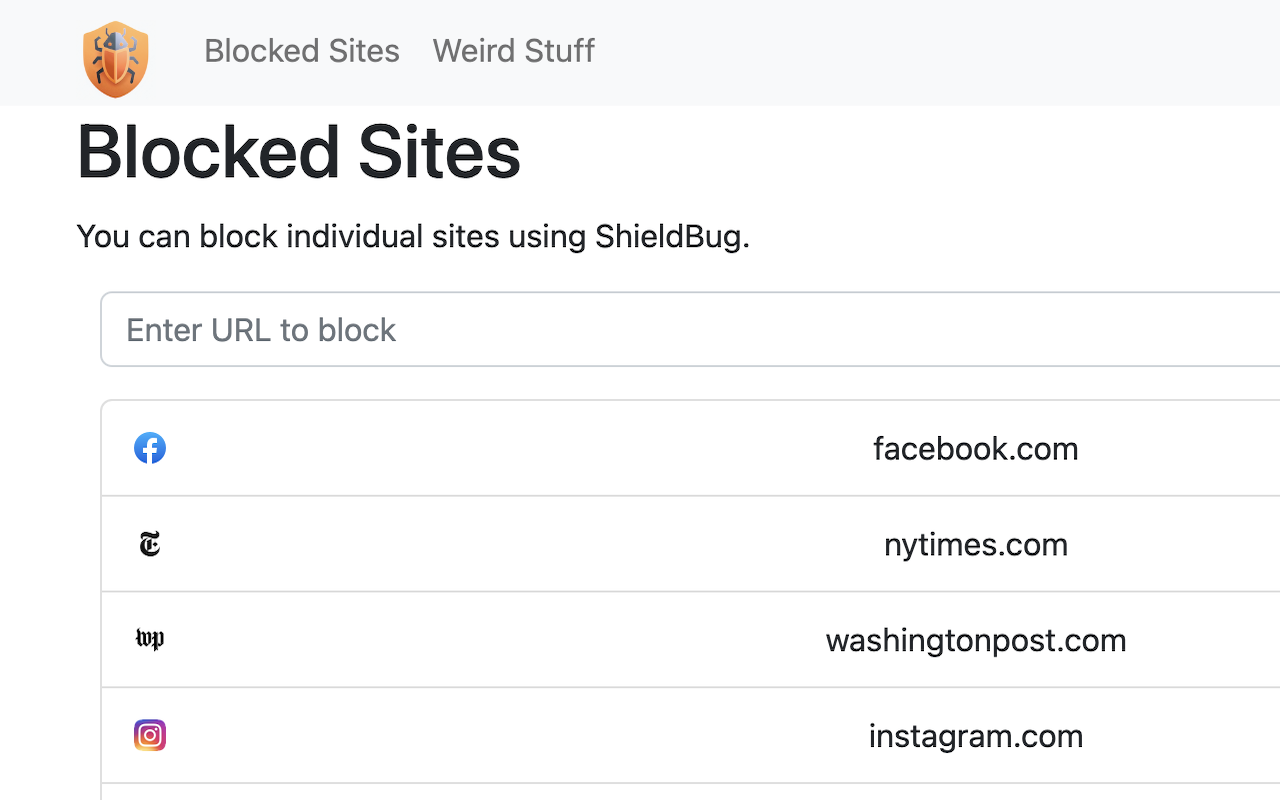 Blocked Sites Weird Stuff
Blocked Sites
You can block individual sites using ShieldBug.
Enter URL to block
facebook.com
nytimes.com
washingtonpost.com
instagram.com